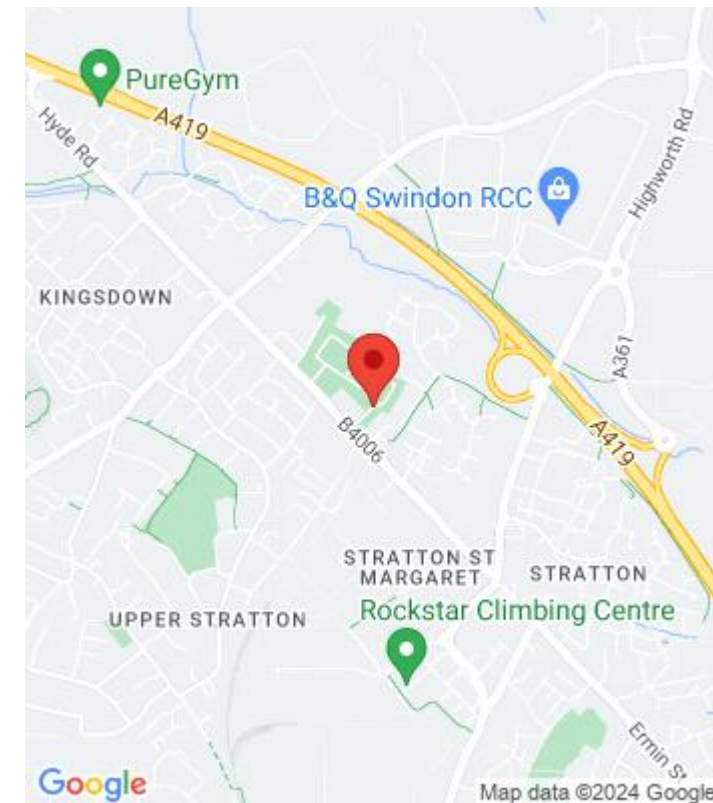 PureGym
A419
Hyde Rd
Highworth Rd
B&Q Swindon RCC
KINGSDOWN
A361
B4006
A419
STRATTON ST
MARGARET
STRATTON
Rockstar Climbing Centre
UPPER STRATTON
Ermin St
Google
Map data ©2024 Google